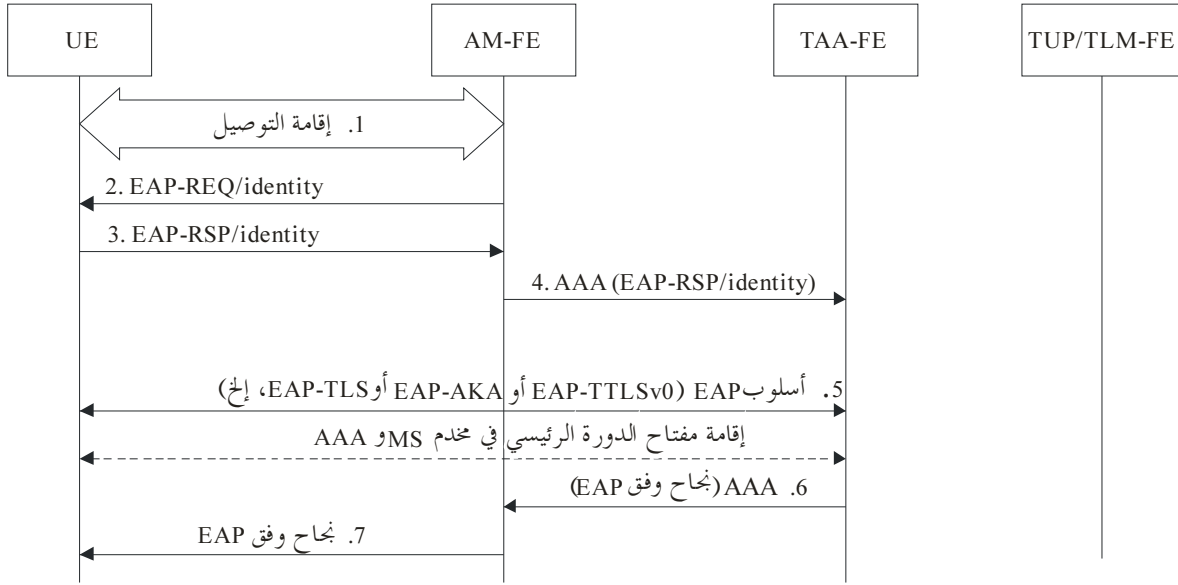 UE AM-FE TAA-FE TUP/TLM-FE
1. إقامة التوصيل
2. EAP-REQ/identity
3. EAP-RSP/identity
4. AAA (EAP-RSP/identity)
5. أسلوب EAP (EAP-TTLSv0 أو EAP-AKA أو EAP-TLS، إلخ)
إقامة مفتاح الدورة الرئيسي في مخدم MS و AAA
6. AAA (نجاح وفق EAP)
7. نجاح وفق EAP